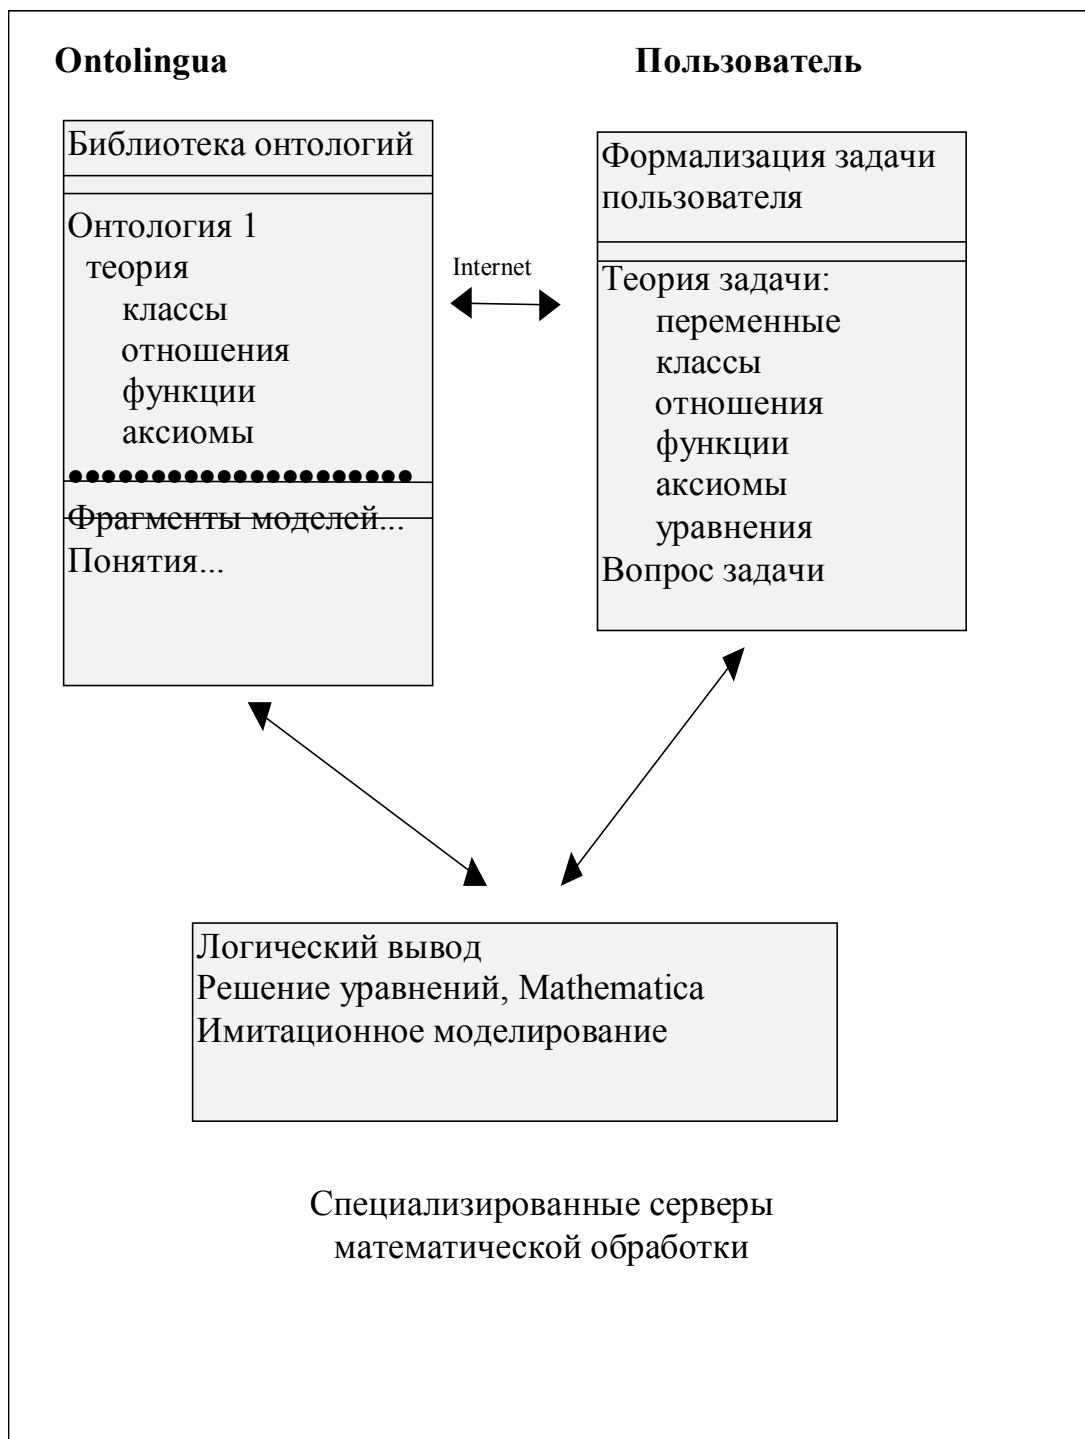 Ontolingua
Пользователь
Библиотека онтологий
Онтология 1
теория
классы
отношения
функции
аксиомы
Фрагменты моделей...
Понятия...
Internet
Формализация задачи
пользователя
Теория задачи:
переменные
классы
отношения
функции
аксиомы
уравнения
Вопрос задачи
Логический вывод
Решение уравнений, Mathematica
Имитационное моделирование
Специализированные серверы
математической обработки